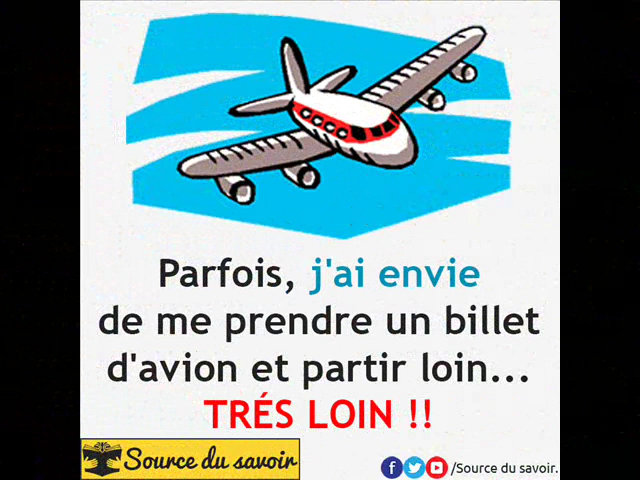 Parfois, j'ai envie
de me prendre un billet
d'avion et partir loin...
TRÉS LOIN !!
Source du savoir
/Source du savoir.